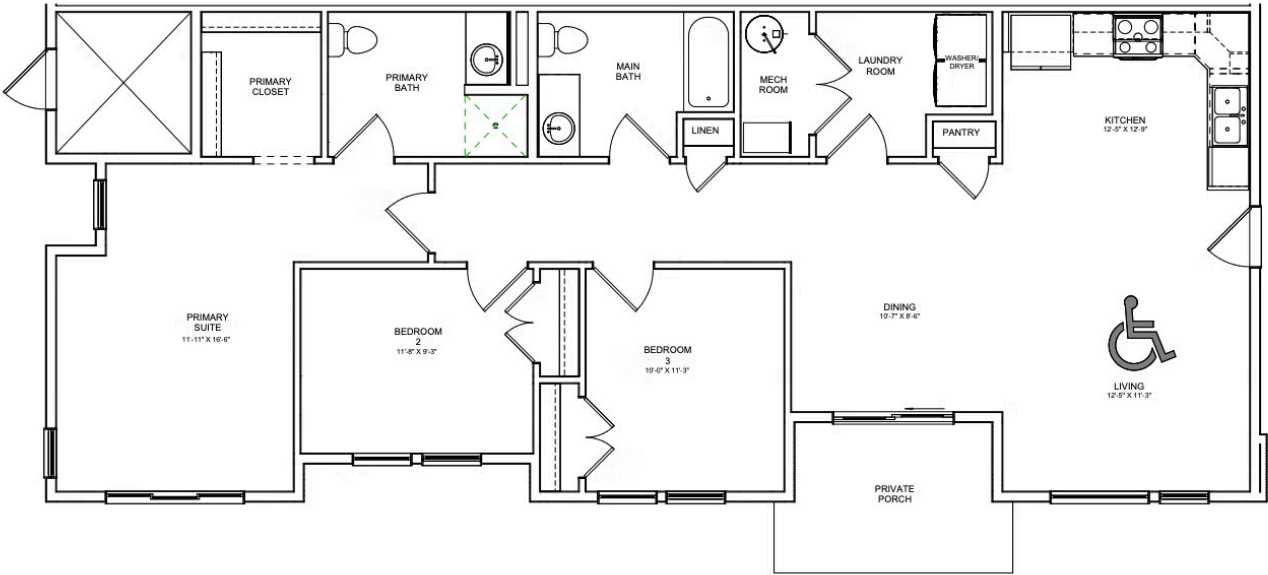 PRIMARY
CLOSET
PRIMARY
BATH
MAIN
BATH
LINEN
MECH
ROOM
LAUNDRY
ROOM
WASHER/
DRYER
PANTRY
KITCHEN
12'-5" X 12'-9"
PRIMARY
SUITE
11'-11" X 16'-6"
BEDROOM
2
11'-8" X 9'-3"
BEDROOM
3
10'-0" X 11'-3"
DINING
10'-7" X 8'-6"
LIVING
12'-5" X 11'-3"
PRIVATE
PORCH